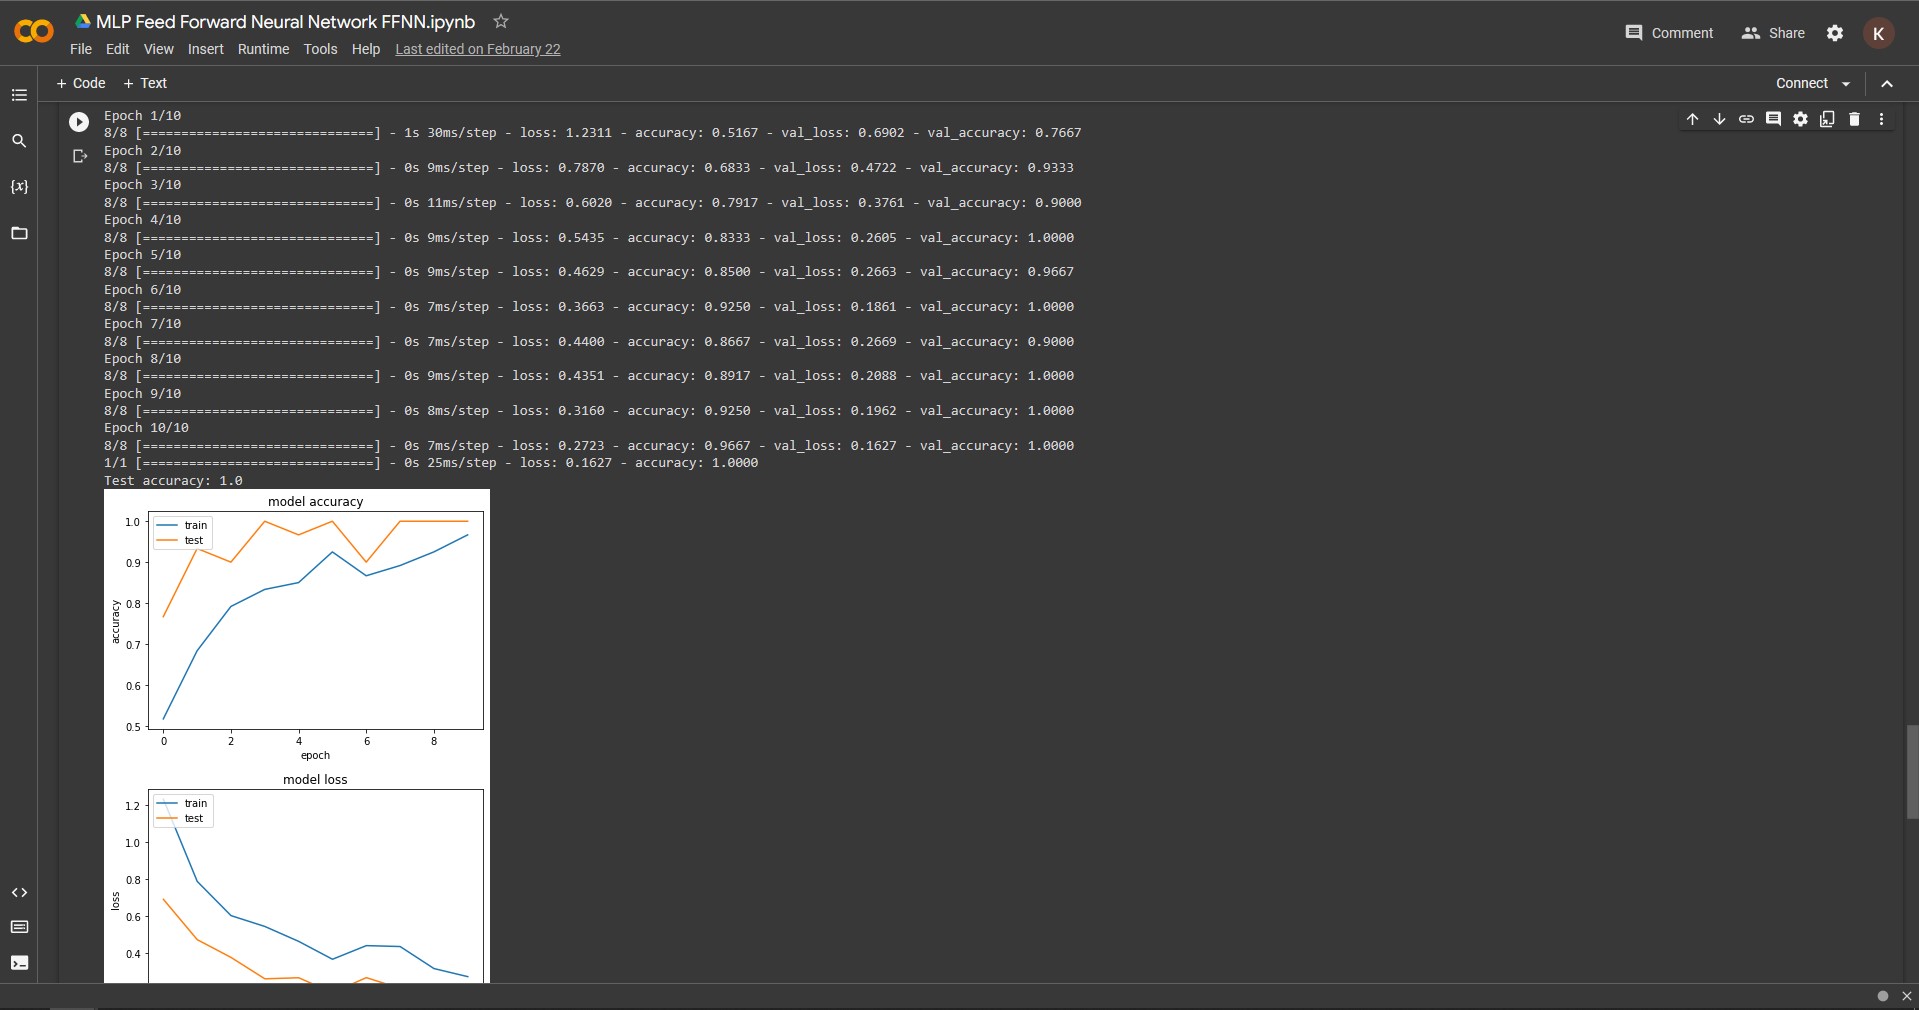 MLP Feed Forward Neural Network FFNN.ipynb
File Edit View Insert Runtime Tools Help Last edited on February 22
Comment Share K
+ Code + Text Connect
{x}
Epoch 1/10
8/8 [==============================] - 1s 30ms/step - loss: 1.2311 - accuracy: 0.5167 - val_loss: 0.6902 - val_accuracy: 0.7667
Epoch 2/10
8/8 [==============================] - 0s 9ms/step - loss: 0.7870 - accuracy: 0.6833 - val_loss: 0.4722 - val_accuracy: 0.9333
Epoch 3/10
8/8 [==============================] - 0s 11ms/step - loss: 0.6020 - accuracy: 0.7917 - val_loss: 0.3761 - val_accuracy: 0.9000
Epoch 4/10
8/8 [==============================] - 0s 9ms/step - loss: 0.5435 - accuracy: 0.8333 - val_loss: 0.2605 - val_accuracy: 1.0000
Epoch 5/10
8/8 [==============================] - 0s 9ms/step - loss: 0.4629 - accuracy: 0.8500 - val_loss: 0.2663 - val_accuracy: 0.9667
Epoch 6/10
8/8 [==============================] - 0s 7ms/step - loss: 0.3663 - accuracy: 0.9250 - val_loss: 0.1861 - val_accuracy: 1.0000
Epoch 7/10
8/8 [==============================] - 0s 7ms/step - loss: 0.4400 - accuracy: 0.8667 - val_loss: 0.2669 - val_accuracy: 0.9000
Epoch 8/10
8/8 [==============================] - 0s 9ms/step - loss: 0.4351 - accuracy: 0.8917 - val_loss: 0.2088 - val_accuracy: 1.0000
Epoch 9/10
8/8 [==============================] - 0s 8ms/step - loss: 0.3160 - accuracy: 0.9250 - val_loss: 0.1962 - val_accuracy: 1.0000
Epoch 10/10
8/8 [==============================] - 0s 7ms/step - loss: 0.2723 - accuracy: 0.9667 - val_loss: 0.1627 - val_accuracy: 1.0000
1/1 [==============================] - 0s 25ms/step - loss: 0.1627 - accuracy: 1.0000
Test accuracy: 1.0
model accuracy
train
test
1.0
0.9
0.8
0.7
0.6
0.5
accuracy
0 2 4 6 8
epoch
model loss
train
test
1.2
1.0
0.8
0.6
0.4
loss